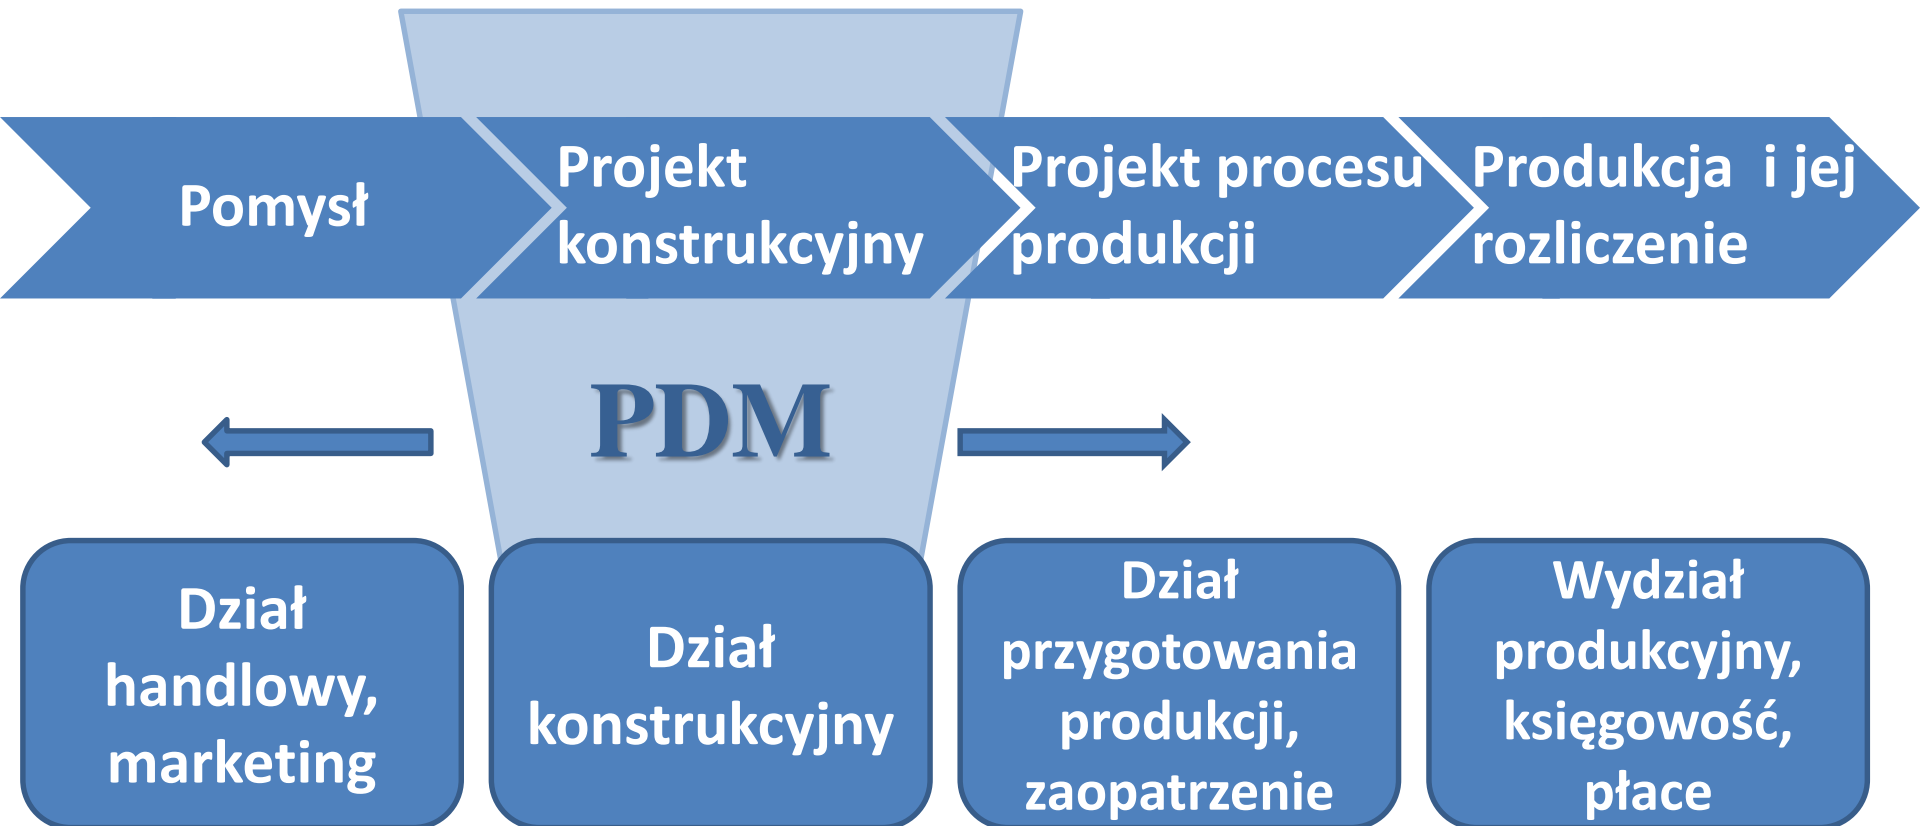 Pomysł
Projekt
konstrukcyjny
Projekt procesu
produkcji
Produkcja i jej
rozliczenie
PDM
Dział
handlowy,
marketing
Dział
konstrukcyjny
Dział
przygotowania
produkcji,
zaopatrzenie
Wydział
produkcyjny,
księgowość,
płace